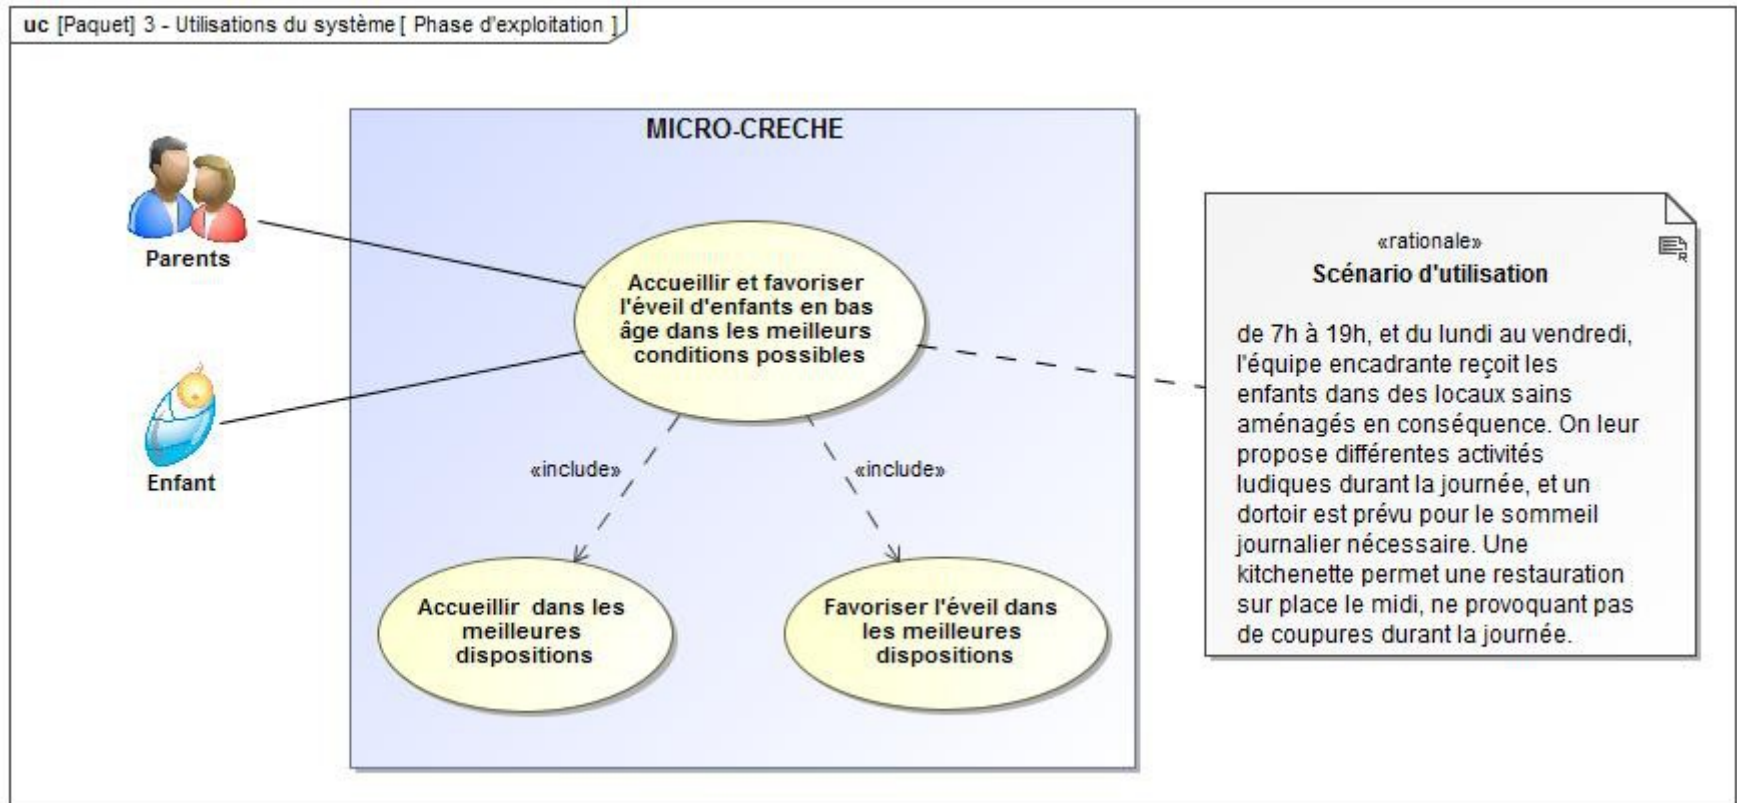 uc [Paquet] 3 - Utilisations du système [ Phase d'exploitation ]
MICRO-CRECHE
Parents
Enfant
Accueillir et favoriser
l'éveil d'enfants en bas
âge dans les meilleurs
conditions possibles
«include»
«include»
Accueillir dans les
meilleures
dispositions
Favoriser l'éveil dans
les meilleures
dispositions
«rationale»
Scénario d'utilisation
de 7h à 19h, et du lundi au vendredi,
l'équipe encadrante reçoit les
enfants dans des locaux sains
aménagés en conséquence. On leur
propose différentes activités
ludiques durant la journée, et un
dortoir est prévu pour le sommeil
journalier nécessaire. Une
kitchenette permet une restauration
sur place le midi, ne provoquant pas
de coupures durant la journée.